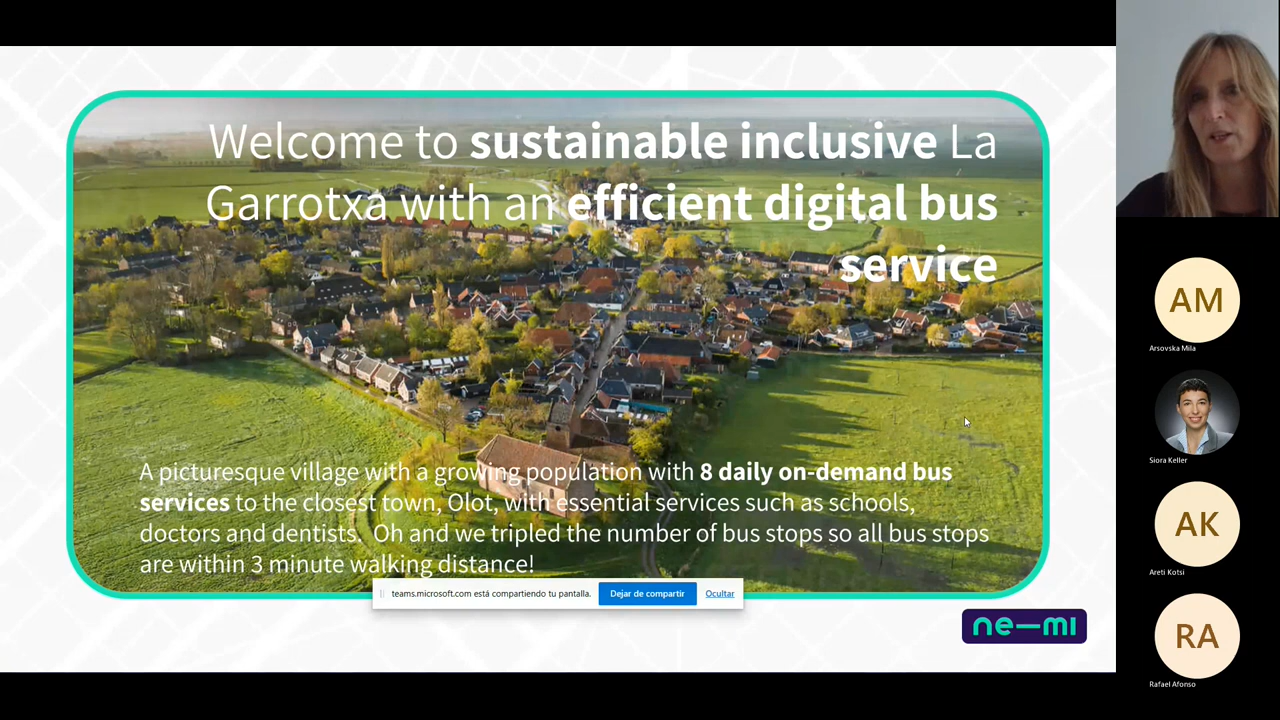 Welcome to sustainable inclusive La
Garrotxa with an efficient digital bus
service
A picturesque village with a growing population with 8 daily on-demand bus
services to the closest town, Olot, with essential services such as schools,
doctors and dentists.  Oh and we tripled the number of bus stops so all bus stops
are within 3 minute walking distance!
teams.microsoft.com está compartiendo tu pantalla.
Dejar de compartir
Ocultar
ne—mi
AM
Arsovska Mila
Siora Keller
AK
Areti Kotsi
RA
Rafael Afonso